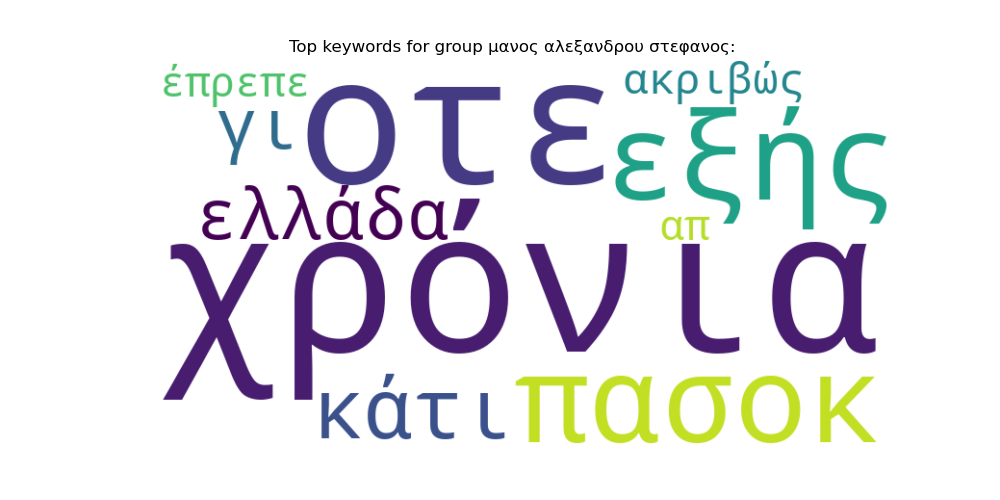 Top keywords for group μανος αλεξανδρου στεφανος:
έπρεπε οτε ακριβώς
γι εξής
ελλάδα απ
χρόνια
κάτι πασοκ